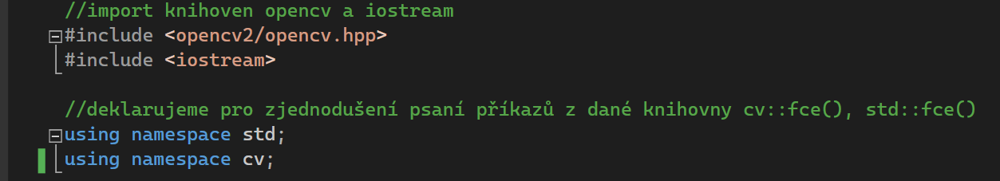 //import knihoven opencv a iostream
#include <opencv2/opencv.hpp>
#include <iostream>
//deklarujeme pro zjednodušení psaní příkazů z dané knihovny cv::fce(), std::fce()
using namespace std;
using namespace cv;